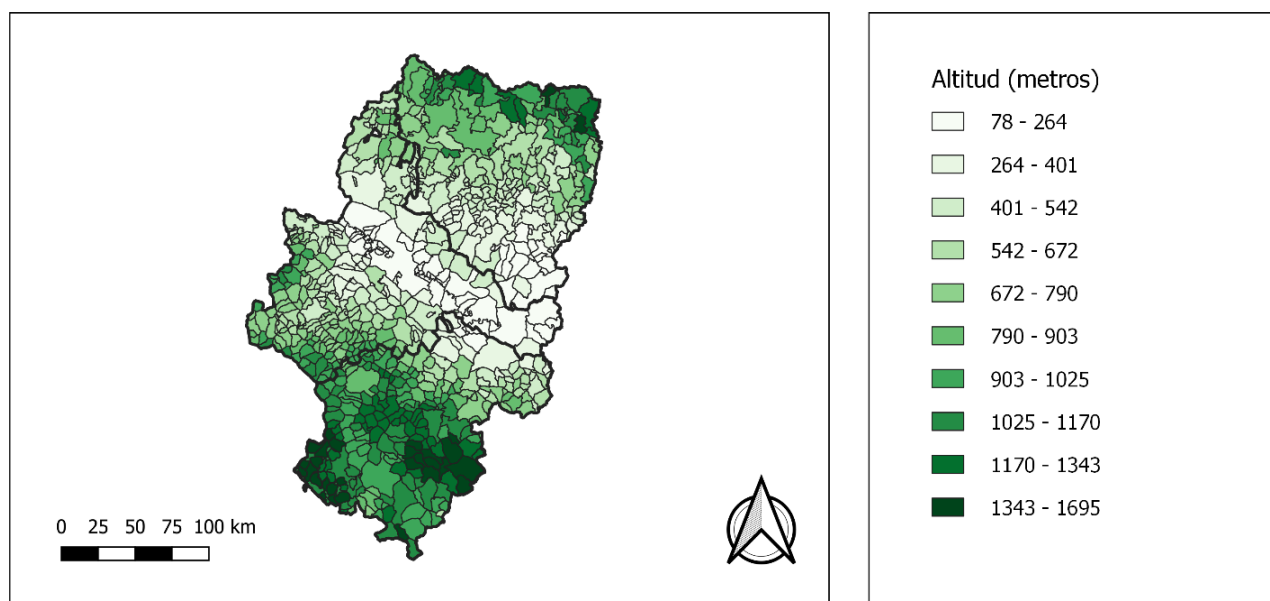 Altitud (metros)
78 - 264
264 - 401
401 - 542
542 - 672
672 - 790
790 - 903
903 - 1025
1025 - 1170
1170 - 1343
1343 - 1695
0 25 50 75 100 km